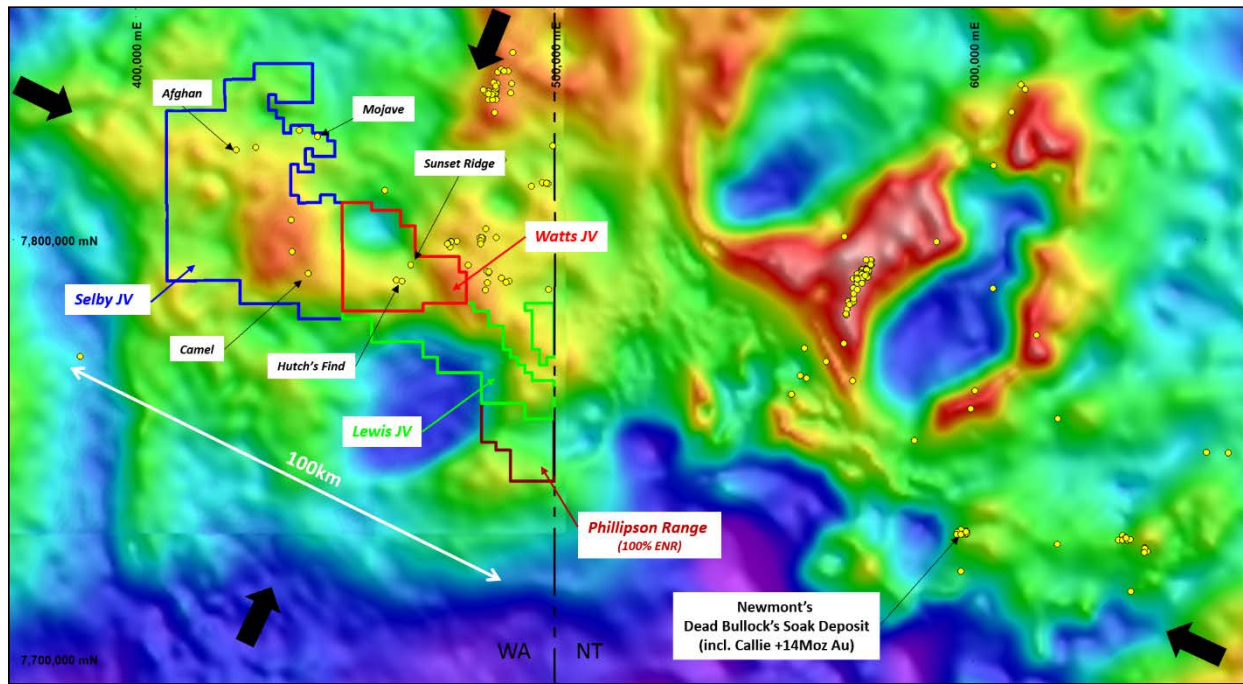 400,000 mE
500,000 mE
600,000 mE
Afghan
Mojave
Sunset Ridge
7,800,000 mN
Watts JV
Selby JV
Camel
Hutch's Find
Lewis JV
100km
Phillipson Range
(100% ENR)
Newmont's
Dead Bullock's Soak Deposit
(incl. Callie +14Moz Au)
7,700,000 mN
WA
NT